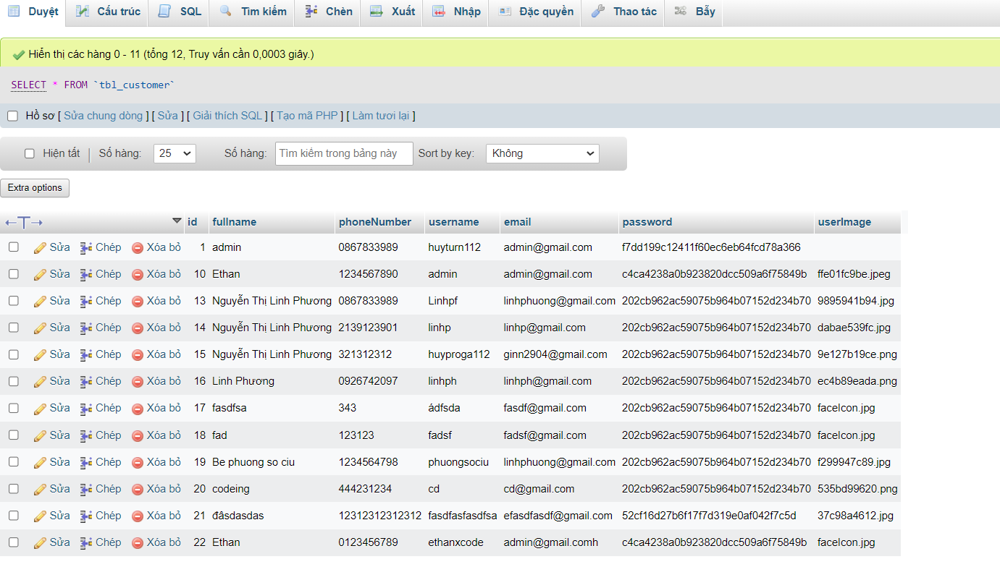 Duyệt Cấu trúc SQL Tìm kiếm Chèn Xuất Nhập Đặc quyền Thao tác Bẫy
Hiển thị các hàng 0 - 11 (tổng 12, Truy vấn cần 0,0003 giây.)
SELECT * FROM `tbl_customer`
Hồ sơ [ Sửa chung dòng ] [ Sửa ] [ Giải thích SQL ] [ Tạo mã PHP ] [ Làm tươi lại ]
Hiện tất | Số hàng: 25 Số hàng: Tìm kiếm trong bảng này Sort by key: Không
Extra options
←T→ id fullname phoneNumber username email password userImage
Sửa Chép Xóa bỏ 1 admin 0867833989 huyturn112 admin@gmail.com f7dd199c12411f60ec6eb64fcd78a366
Sửa Chép Xóa bỏ 10 Ethan 1234567890 admin admin@gmail.com c4ca4238a0b923820dcc509a6f75849b ffe01fc9be.jpeg
Sửa Chép Xóa bỏ 13 Nguyễn Thị Linh Phương 0867833989 Linhpf linhphuong@gmail.com 202cb962ac59075b964b07152d234b70 9895941b94.jpg
Sửa Chép Xóa bỏ 14 Nguyễn Thị Linh Phương 2139123901 linhp linhp@gmail.com 202cb962ac59075b964b07152d234b70 dabae539fc.jpg
Sửa Chép Xóa bỏ 15 Nguyễn Thị Linh Phương 321312312 huyproga112 ginn2904@gmail.com 202cb962ac59075b964b07152d234b70 9e127b19ce.png
Sửa Chép Xóa bỏ 16 Linh Phương 0926742097 linhph linhph@gmail.com 202cb962ac59075b964b07152d234b70 ec4b89eada.png
Sửa Chép Xóa bỏ 17 fasdfsa 343 ádfsda fasdf@gmail.com 202cb962ac59075b964b07152d234b70 faceIcon.jpg
Sửa Chép Xóa bỏ 18 fad 123123 fadsf fadsf@gmail.com 202cb962ac59075b964b07152d234b70 faceIcon.jpg
Sửa Chép Xóa bỏ 19 Be phuong so ciu 1234564798 phuongsociu linhphuong@gmail.com 202cb962ac59075b964b07152d234b70 f299947c89.jpg
Sửa Chép Xóa bỏ 20 codeing 444231234 cd cd@gmail.com 202cb962ac59075b964b07152d234b70 535bd99620.png
Sửa Chép Xóa bỏ 21 đâsdasdas 12312312312312 fasdfasfasdfsa efasdfasdf@gmail.com 52cf16d27b6f17f7d319e0af042f7c5d 37c98a4612.jpg
Sửa Chép Xóa bỏ 22 Ethan 0123456789 ethanxcode admin@gmail.comh c4ca4238a0b923820dcc509a6f75849b faceIcon.jpg